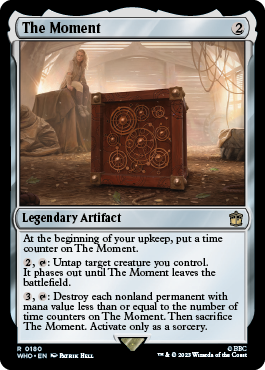 The Moment 2
Legendary Artifact
At the beginning of your upkeep, put a time
counter on The Moment.
2, T: Untap target creature you control.
It phases out until The Moment leaves the
battlefield.
3, T: Destroy each nonland permanent with
mana value less than or equal to the number
of time counters on The Moment. Then sacrifice
The Moment. Activate only as a sorcery.
R 0180
WHO • EN Patrik Hell
© BBC
™ & © 2023 Wizards of the Coast